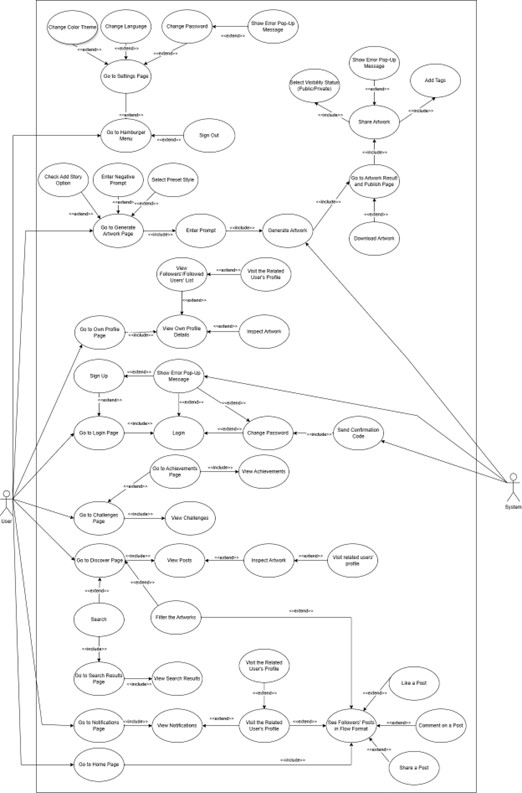 Change Color Theme
Change Language
Change Password
Show Error Pop-Up
Message
<<extend>>
<<extend>>
<<extend>>
<<extend>>
Go to Settings Page
<<extend>>
Go to Hamburger
Menu
<<extend>>
Sign Out
Show Error Pop-Up
Message
Select Visibility Status
(Public/Private)
Add Tags
<<extend>>
<<include>>
<<include>>
Share Artwork
<<include>>
Check Add Story
Option
Enter Negative
Prompt
Select Preset Style
<<extend>>
<<extend>>
<<extend>>
Go to Artwork Result
and Publish Page
<<include>>
<<extend>>
Go to Generate
Artwork Page
<<include>>
Enter Prompt
<<include>>
Generate Artwork
Download Artwork
View
Followers'/Followed
Users' List
<<extend>>
Visit the Related
User's Profile
<<extend>>
Go to Own Profile
Page
<<include>>
View Own Profile
Details
<<extend>>
Inspect Artwork
Sign Up
<<extend>>
Show Error Pop-Up
Message
<<extend>>
<<extend>>
<<extend>>
Go to Login Page
<<include>>
Login
<<extend>>
Change Password
<<include>>
Send Confirmation
Code
Go to Achievements
Page
<<include>>
View Achievements
<<extend>>
User
System
Go to Challenges
Page
<<include>>
View Challenges
Go to Discover Page
<<include>>
View Posts
<<extend>>
Inspect Artwork
<<extend>>
Visit related users'
profile
<<extend>>
<<extend>>
Search
Filter the Artworks
<<extend>>
<<include>>
Go to Search Results
Page
<<include>>
View Search Results
Visit the Related
User's Profile
<<extend>>
Like a Post
<<extend>>
Go to Notifications
Page
<<include>>
View Notifications
<<extend>>
Visit the Related
User's Profile
<<extend>>
See Followers' Posts
in Flow Format
<<extend>>
Comment on a Post
<<extend>>
Go to Home Page
<<include>>
Share a Post